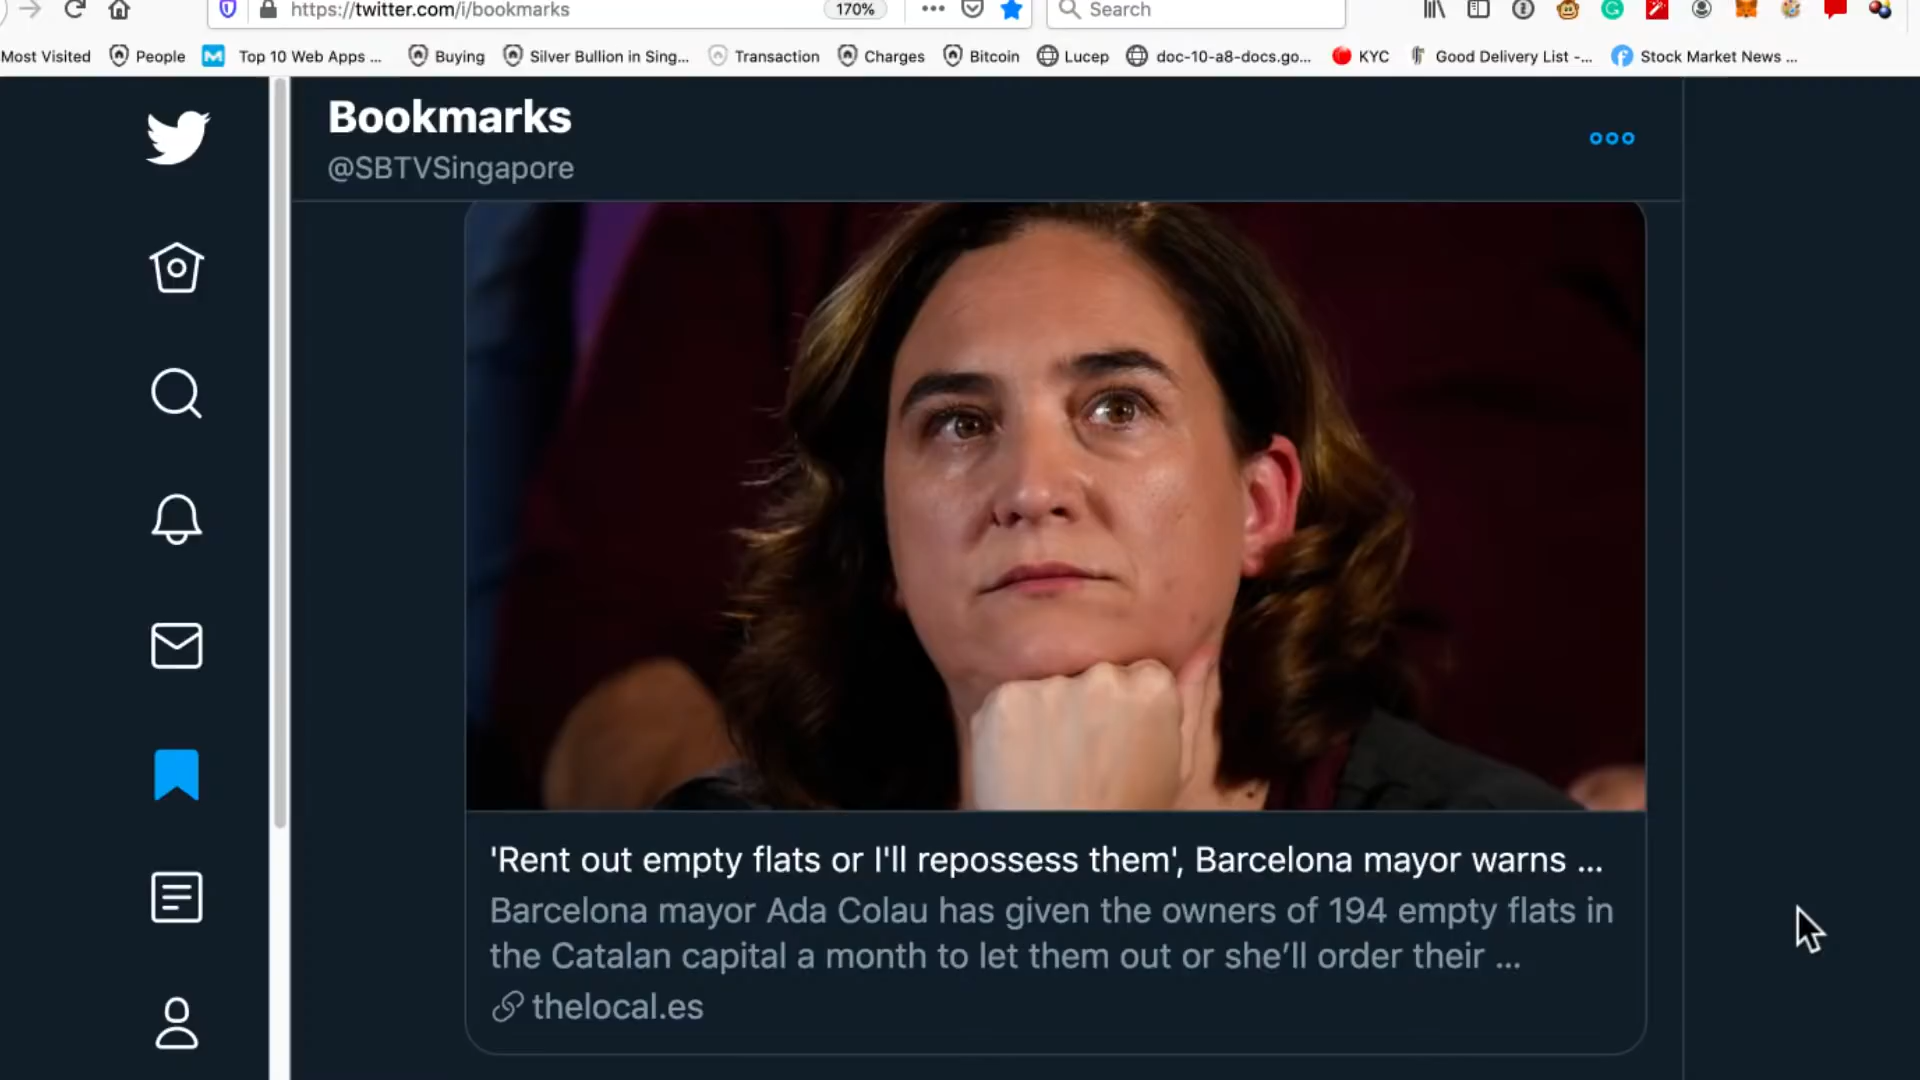 https://twitter.com/i/bookmarks 170% Search
Most Visited People Top 10 Web Apps ... Buying Silver Bullion in Sing... Transaction Charges Bitcoin Lucep doc-10-a8-docs.go... KYC Good Delivery List -... Stock Market News ...
Bookmarks
@SBTVSingapore
'Rent out empty flats or I'll repossess them', Barcelona mayor warns ...
Barcelona mayor Ada Colau has given the owners of 194 empty flats in
the Catalan capital a month to let them out or she’ll order their ...
thelocal.es